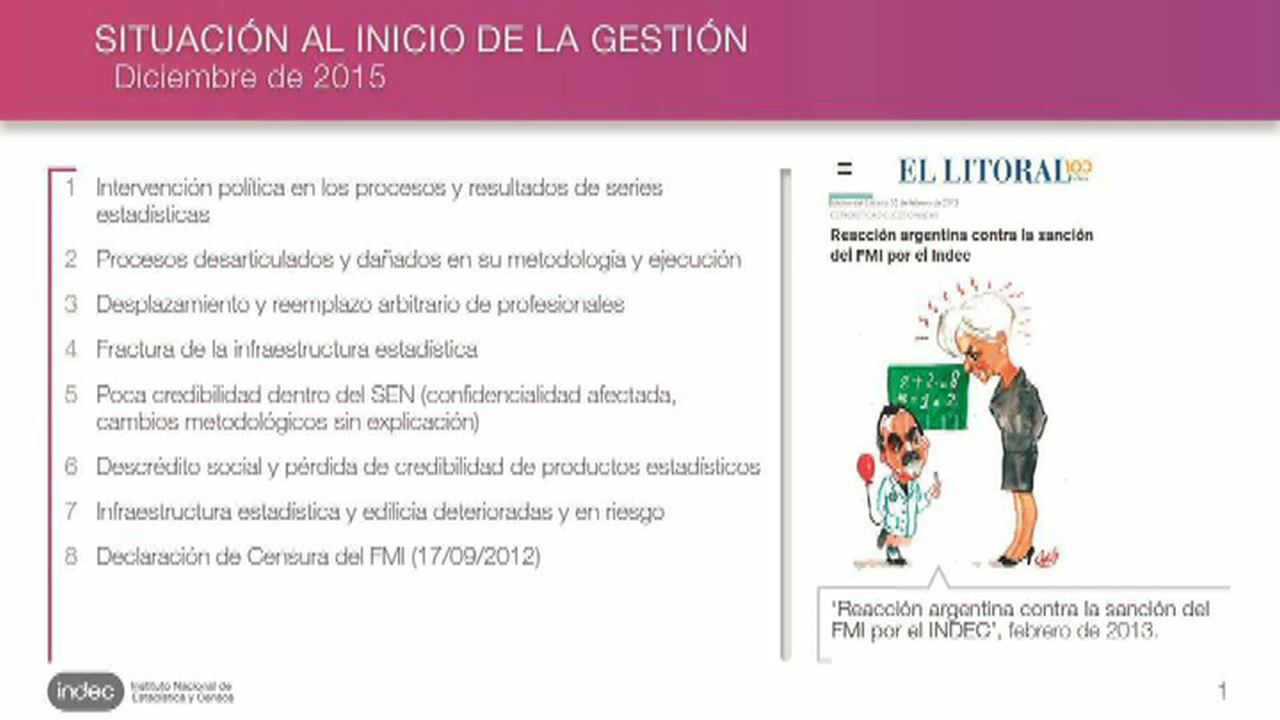 SITUACIÓN AL INICIO DE LA GESTIÓN
Diciembre de 2015
1 Intervención política en los procesos y resultados de series
estadísticas
2 Procesos desarticulados y dañados en su metodología y ejecución
3 Desplazamiento y reemplazo arbitrario de profesionales
4 Fractura de la infraestructura estadística
5 Poca credibilidad dentro del SEN (confidencialidad afectada,
cambios metodológicos sin explicación)
6 Descrédito social y pérdida de credibilidad de productos estadísticos
7 Infraestructura estadística y edilicia deterioradas y en riesgo
8 Declaración de Censura del FMI (17/09/2012)
EL LITORAL
Reacción argentina contra la sanción
del FMI por el Indec
"Reacción argentina contra la sanción del
FMI por el INDEC", febrero de 2013.
indec
Instituto Nacional de
Estadística y Censos
1